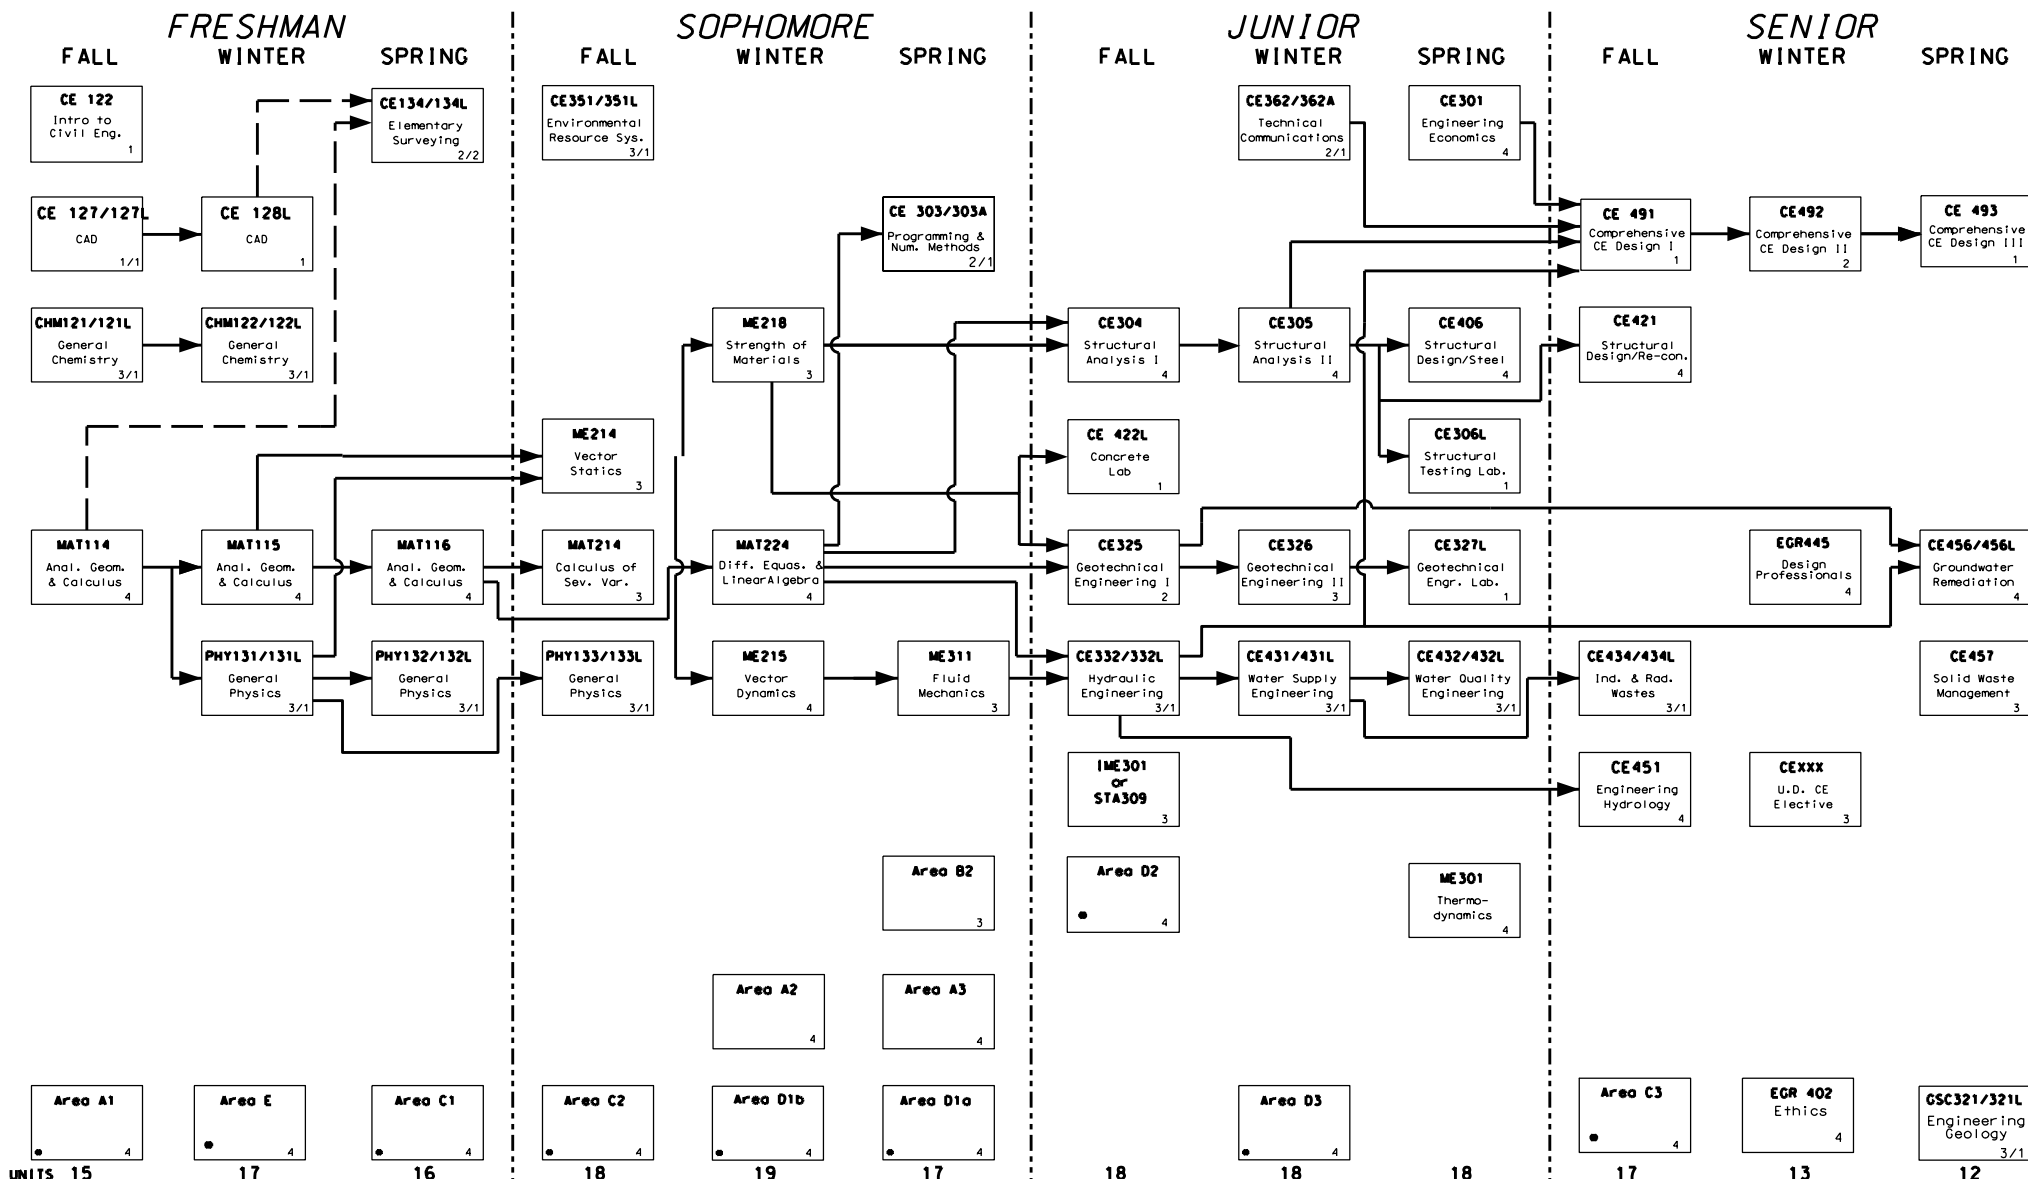 FRESHMAN
SOPHOMORE
JUNIOR
SENIOR
FALL
WINTER
SPRING
FALL
WINTER
SPRING
FALL
WINTER
SPRING
FALL
WINTER
SPRING
CE 122
Intro to
Civil Eng.
1
CE134/134L
Elementary
Surveying
2/2
CE351/351L
Environmental
Resource Sys.
3/1
CE362/362A
Technical
Communications
2/1
CE301
Engineering
Economics
4
CE 127/127L
CAD
1/1
CE 128L
CAD
1
CE 303/303A
Programming &
Num. Methods
2/1
CE 491
Comprehensive
CE Design I
1
CE492
Comprehensive
CE Design II
2
CE 493
Comprehensive
CE Design III
1
CHM121/121L
General
Chemistry
3/1
CHM122/122L
General
Chemistry
3/1
ME218
Strength of
Materials
3
CE304
Structural
Analysis I
4
CE305
Structural
Analysis II
4
CE406
Structural
Design/Steel
4
CE421
Structural
Design/Re-con.
4
ME214
Vector
Statics
3
CE 422L
Concrete
Lab
1
CE306L
Structural
Testing Lab.
1
MAT114
Anal. Geom.
& Calculus
4
MAT115
Anal. Geom.
& Calculus
4
MAT116
Anal. Geom.
& Calculus
4
MAT214
Calculus of
Sev. Var.
3
MAT224
Diff. Equas. &
LinearAlgebra
4
CE325
Geotechnical
Engineering I
2
CE326
Geotechnical
Engineering II
3
CE327L
Geotechnical
Engr. Lab.
1
EGR445
Design
Professionals
4
CE456/456L
Groundwater
Remediation
4
PHY131/131L
General
Physics
3/1
PHY132/132L
General
Physics
3/1
PHY133/133L
General
Physics
3/1
ME215
Vector
Dynamics
4
ME311
Fluid
Mechanics
3
CE332/332L
Hydraulic
Engineering
3/1
CE431/431L
Water Supply
Engineering
3/1
CE432/432L
Water Quality
Engineering
3/1
CE434/434L
Ind. & Rad.
Wastes
3/1
CE457
Solid Waste
Management
3
IME301
or
STA309
3
CE451
Engineering
Hydrology
4
CEXXX
U.D. CE
Elective
3
Area B2
3
Area D2
4
ME301
Thermo-
dynamics
4
Area A2
4
Area A3
4
Area A1
4
Area E
4
Area C1
4
Area C2
4
Area D1b
4
Area D1a
4
Area D3
4
Area C3
4
EGR 402
Ethics
4
GSC321/321L
Engineering
Geology
3/1
UNITS 15
17
16
18
19
17
18
18
18
17
13
12